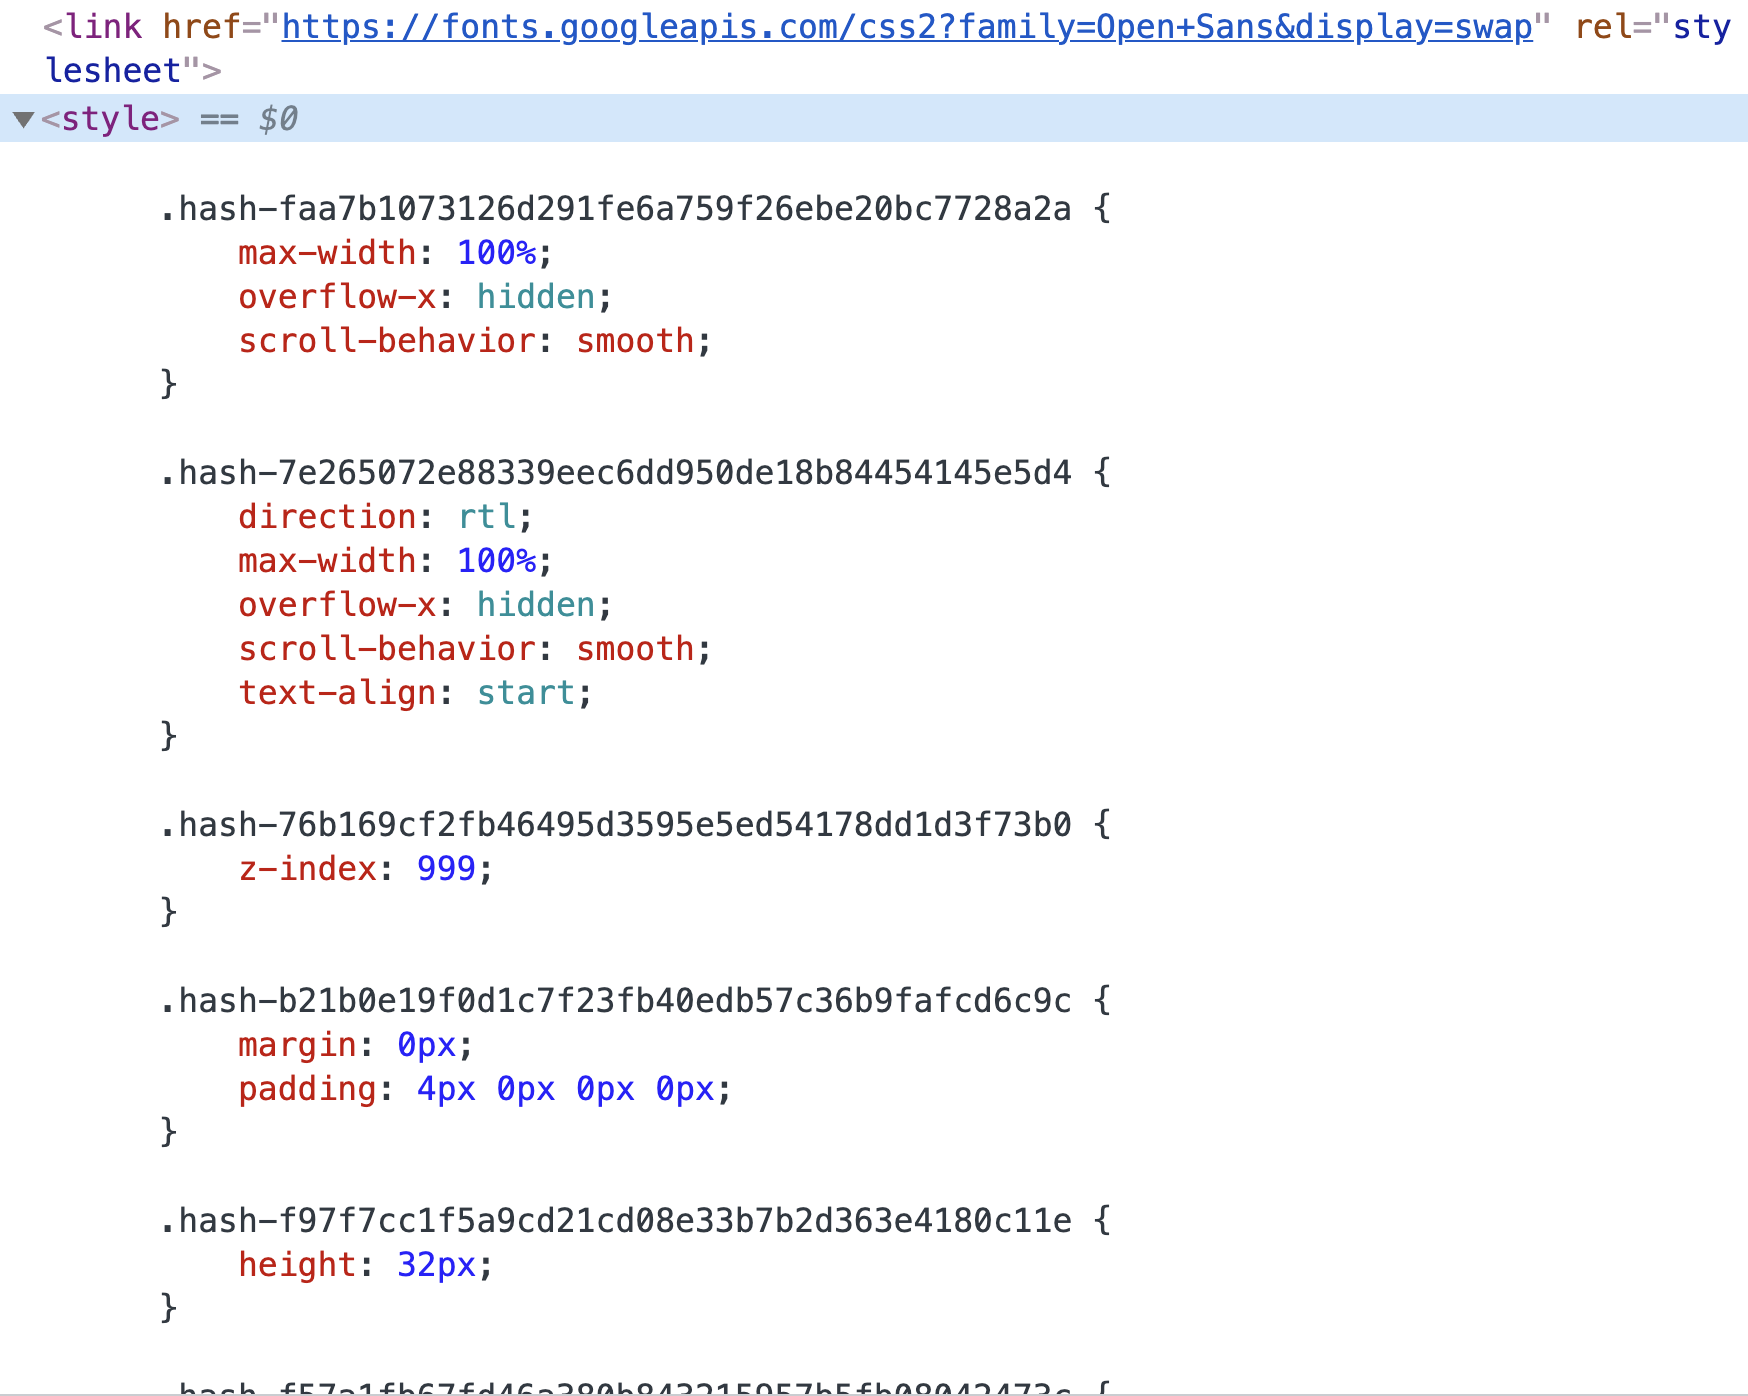 <link href="https://fonts.googleapis.com/css2?family=Open+Sans&display=swap" rel="sty
lesheet">
▼<style> == $0
.hash-faa7b1073126d291fe6a759f26ebe20bc7728a2a {
max-width: 100%;
overflow-x: hidden;
scroll-behavior: smooth;
}
.hash-7e265072e88339eec6dd950de18b84454145e5d4 {
direction: rtl;
max-width: 100%;
overflow-x: hidden;
scroll-behavior: smooth;
text-align: start;
}
.hash-76b169cf2fb46495d3595e5ed54178dd1d3f73b0 {
z-index: 999;
}
.hash-b21b0e19f0d1c7f23fb40edb57c36b9fafcd6c9c {
margin: 0px;
padding: 4px 0px 0px 0px;
}
.hash-f97f7cc1f5a9cd21cd08e33b7b2d363e4180c11e {
height: 32px;
}